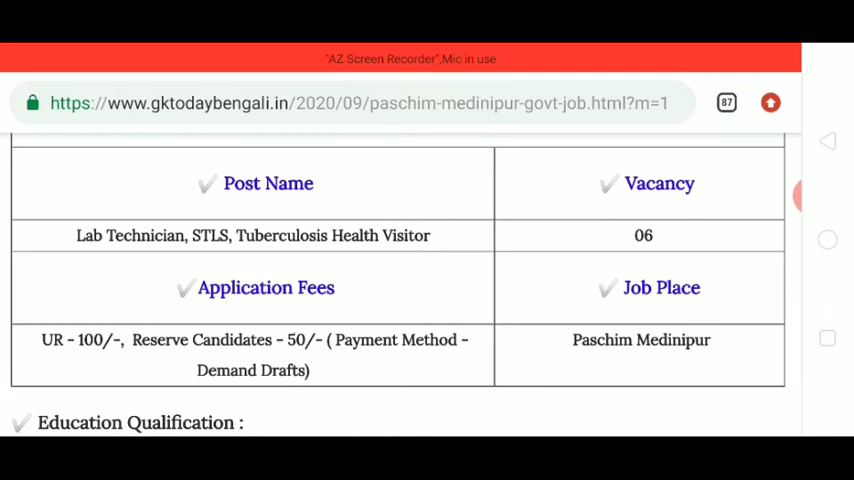 "AZ Screen Recorder",Mic in use
https://www.gktodaybengali.in/2020/09/paschim-medinipur-govt-job.html?m=1
87
Post Name
Vacancy
Lab Technician, STLS, Tuberculosis Health Visitor
06
Application Fees
Job Place
UR - 100/-, Reserve Candidates - 50/- ( Payment Method -
Demand Drafts)
Paschim Medinipur
Education Qualification :